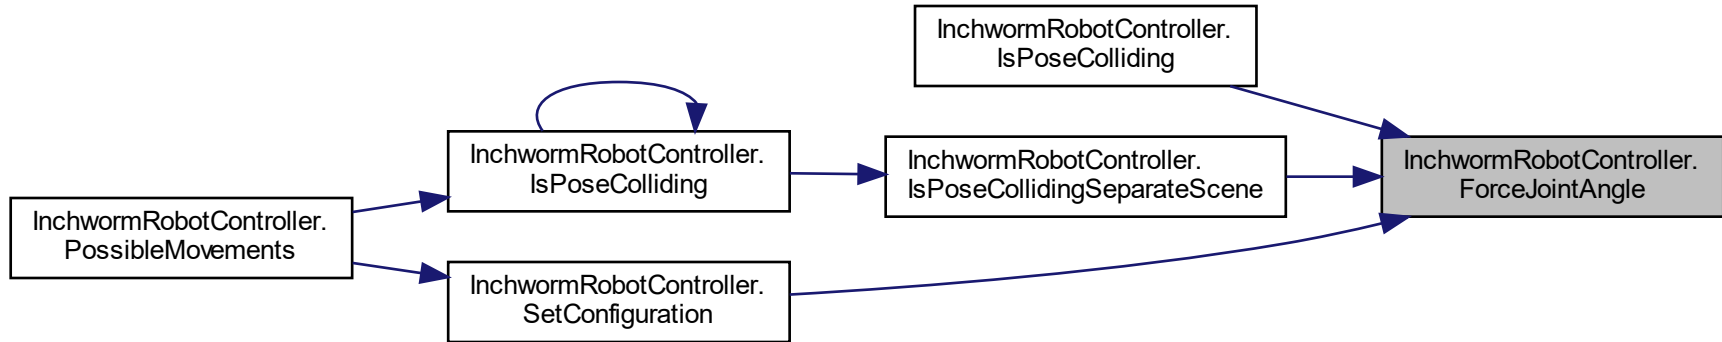 InchwormRobotController.
IsPoseColliding
InchwormRobotController.
IsPoseColliding
InchwormRobotController.
IsPoseCollidingSeparateScene
InchwormRobotController.
ForceJointAngle
InchwormRobotController.
PossibleMovements
InchwormRobotController.
SetConfiguration